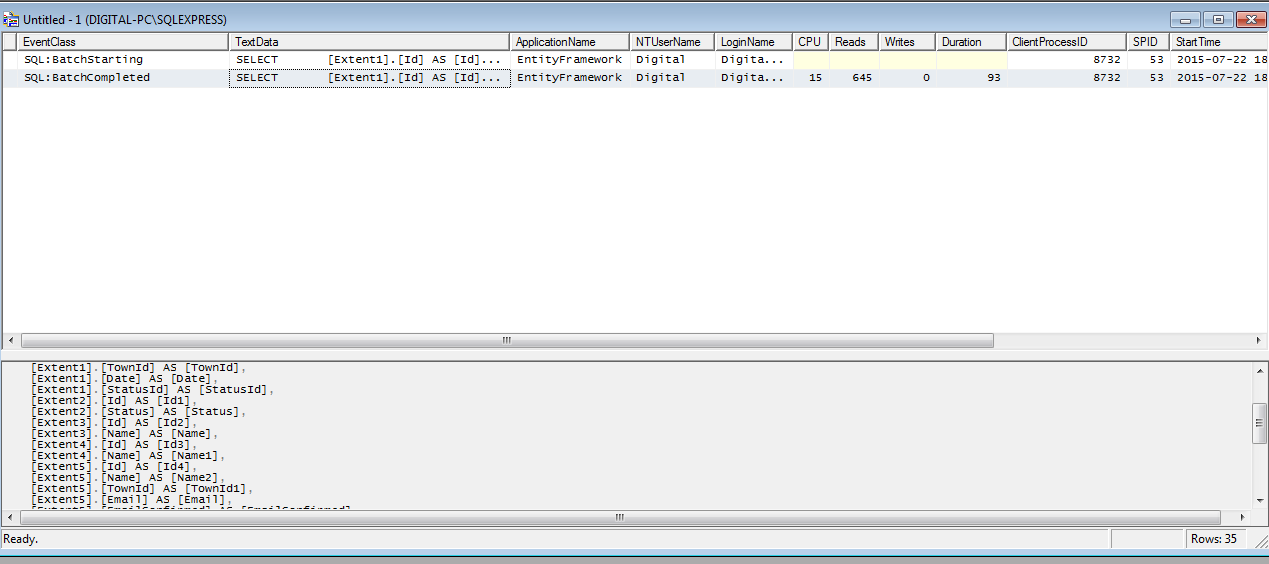 Untitled - 1 (DIGITAL-PC\SQLEXPRESS)
EventClass TextData ApplicationName NTUserName LoginName CPU Reads Writes Duration ClientProcessID SPID StartTime
SQL:BatchStarting SELECT [Extent1].[Id] AS [Id]... EntityFramework Digital Digita... 8732 53 2015-07-22 18
SQL:BatchCompleted SELECT [Extent1].[Id] AS [Id]... EntityFramework Digital Digita... 15 645 0 93 8732 53 2015-07-22 18
[Extent1].[TownId] AS [TownId],
[Extent1].[Date] AS [Date],
[Extent1].[StatusId] AS [StatusId],
[Extent2].[Id] AS [Id1],
[Extent2].[Status] AS [Status],
[Extent3].[Id] AS [Id2],
[Extent3].[Name] AS [Name],
[Extent4].[Id] AS [Id3],
[Extent4].[Name] AS [Name1],
[Extent5].[Id] AS [Id4],
[Extent5].[Name] AS [Name2],
[Extent5].[TownId] AS [TownId1],
[Extent5].[Email] AS [Email],
[Extent5].[EmailConfirmed] AS [EmailConfirmed]
Ready.
Rows: 35